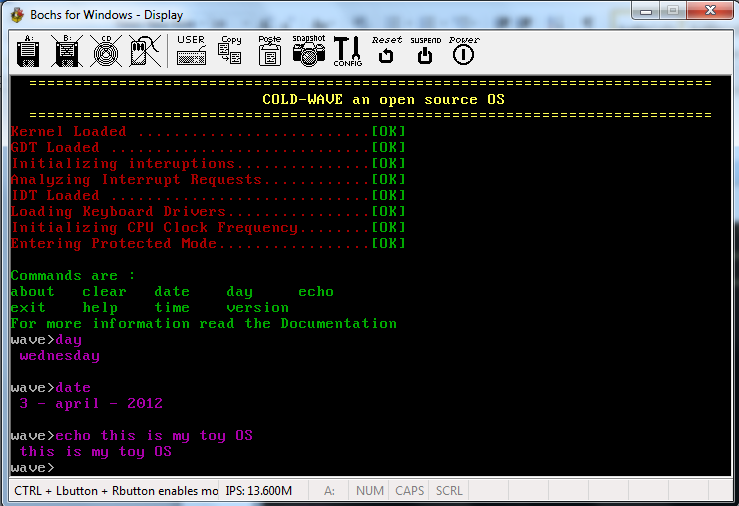 Bochs for Windows - Display
A: B: CD USER Copy Paste snapshot CONFIG Reset SUSPEND Power
================================================================================
COLD-WAVE an open source OS
================================================================================
Kernel Loaded ..........................[OK]
GDT Loaded .............................[OK]
Initializing interuptions...............[OK]
Analyzing Interrupt Requests............[OK]
IDT Loaded .............................[OK]
Loading Keyboard Drivers................[OK]
Initializing CPU Clock Frequency........[OK]
Entering Protected Mode.................[OK]
Commands are :
about clear date day echo
exit help time version
For more information read the Documentation
wave>day
wednesday
wave>date
3 - april - 2012
wave>echo this is my toy OS
this is my toy OS
wave>
CTRL + Lbutton + Rbutton enables mo IPS: 13.600M A: NUM CAPS SCRL